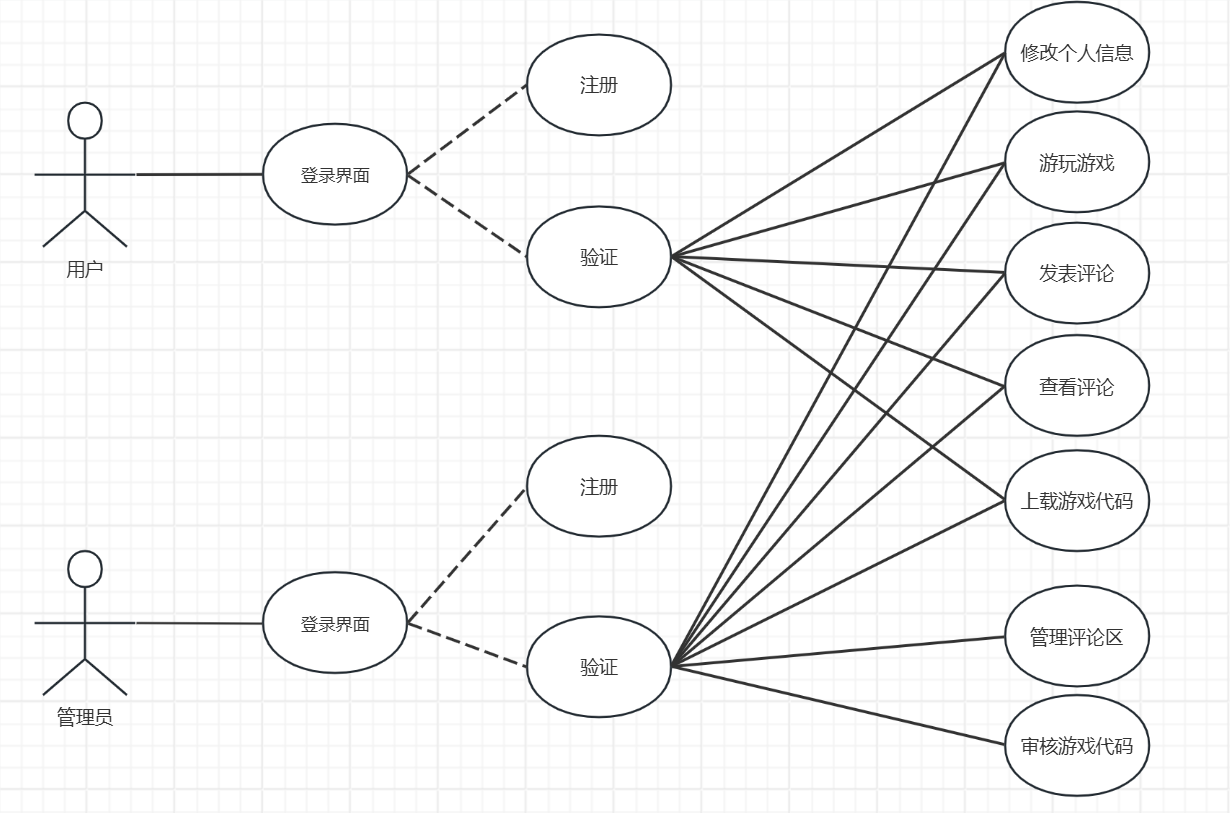 用户
登录界面
注册
验证
修改个人信息
游玩游戏
发表评论
查看评论
上载游戏代码
管理员
登录界面
注册
验证
管理评论区
审核游戏代码